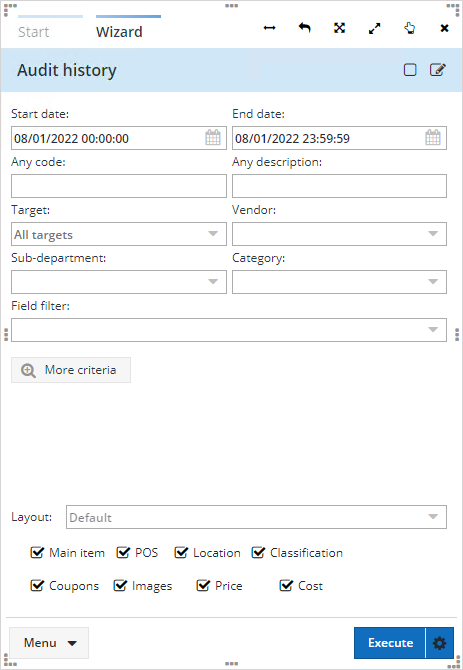 Start Wizard
Audit history
Start date: End date:
08/01/2022 00:00:00 08/01/2022 23:59:59
Any code: Any description:
Target: Vendor:
All targets
Sub-department: Category:
Field filter:
More criteria
Layout: Default
Main item POS Location Classification
Coupons Images Price Cost
Menu Execute